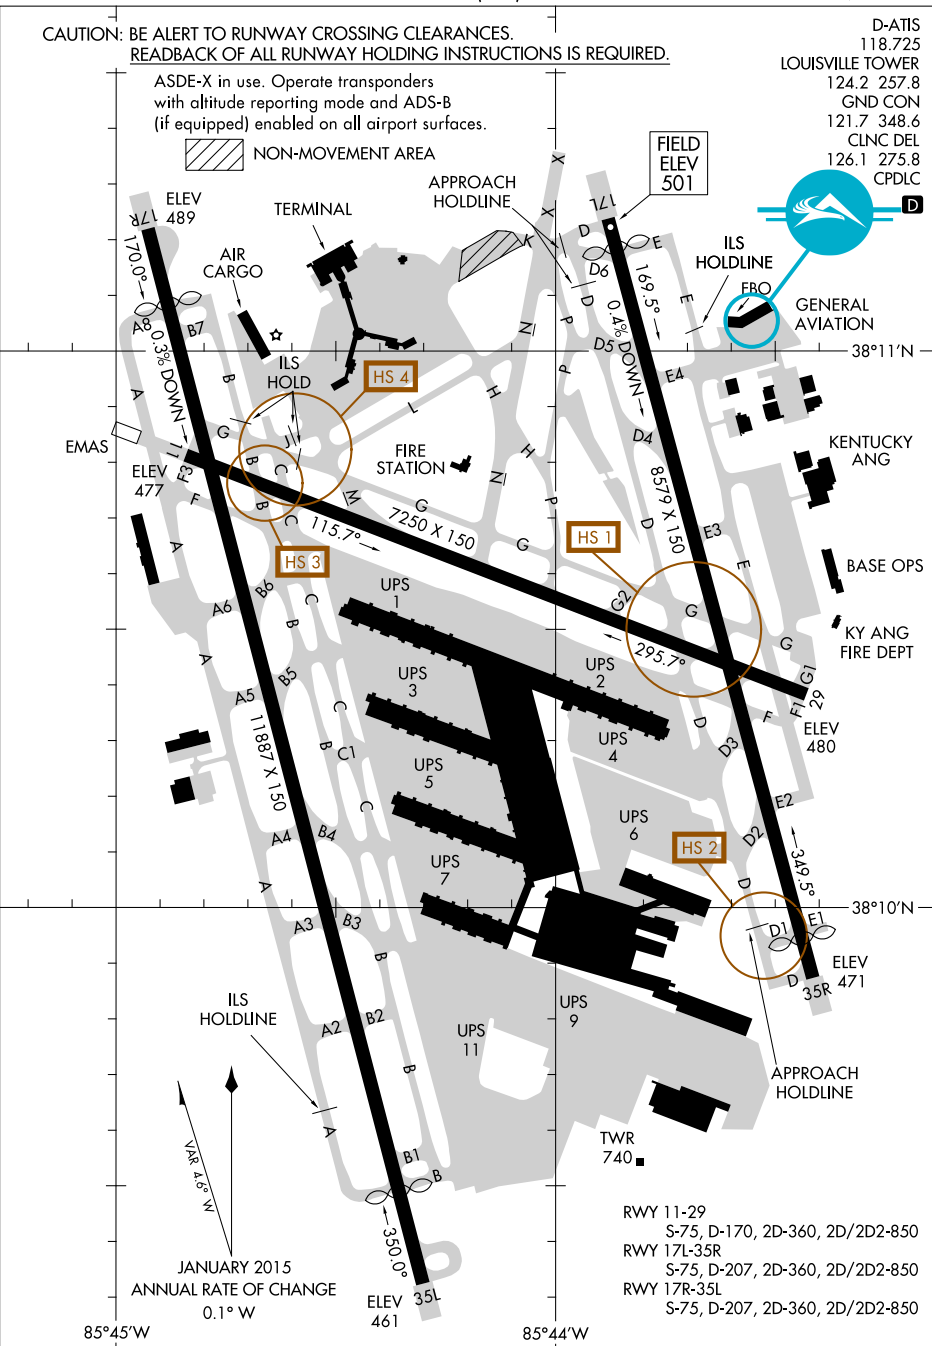 CAUTION: BE ALERT TO RUNWAY CROSSING CLEARANCES.
READBACK OF ALL RUNWAY HOLDING INSTRUCTIONS IS REQUIRED.
ASDE-X in use. Operate transponders
with altitude reporting mode and ADS-B
(if equipped) enabled on all airport surfaces.
NON-MOVEMENT AREA
D-ATIS
118.725
LOUISVILLE TOWER
124.2 257.8
GND CON
121.7 348.6
CLNC DEL
126.1 275.8
CPDLC
D
FIELD
ELEV
501
APPROACH
HOLDLINE
X
X
K
17L
D
E
D6
ILS
HOLDLINE
FBO
GENERAL
AVIATION
17R
ELEV
489
170.0°
TERMINAL
AIR
CARGO
A8
B7
0.3% DOWN
169.5°
0.4% DOWN
E
D
P
N
D5
38°11'N
ILS
HOLD
HS 4
A
B
E4
P
H
L
EMAS
G
J
D4
H
FIRE
STATION
KENTUCKY
ANG
11
ELEV
477
F3
F
B
C
N
M
G
B
C
7250 X 150
115.7°
P
D
8579 X 150
E3
HS 1
A
G
HS 3
E
BASE OPS
B6
C
UPS
1
A6
B
G2
G
KY ANG
FIRE DEPT
G
A
295.7°
G1
29
A5
B5
UPS
3
UPS
2
F
F1
C
D
ELEV
480
11887 X 150
B
C1
UPS
4
D3
UPS
5
C
E2
A4
B4
UPS
6
D2
349.5°
HS 2
UPS
7
A
D
38°10'N
A3
B3
D1
E1
B
ELEV
471
D
35R
ILS
HOLDLINE
A2
B2
UPS
9
UPS
11
B
APPROACH
HOLDLINE
A
VAR 4.6° W
TWR
740
B1
B
350.0°
JANUARY 2015
ANNUAL RATE OF CHANGE
0.1° W
ELEV
461
35L
RWY 11-29
S-75, D-170, 2D-360, 2D/2D2-850
RWY 17L-35R
S-75, D-207, 2D-360, 2D/2D2-850
RWY 17R-35L
S-75, D-207, 2D-360, 2D/2D2-850
85°45'W
85°44'W